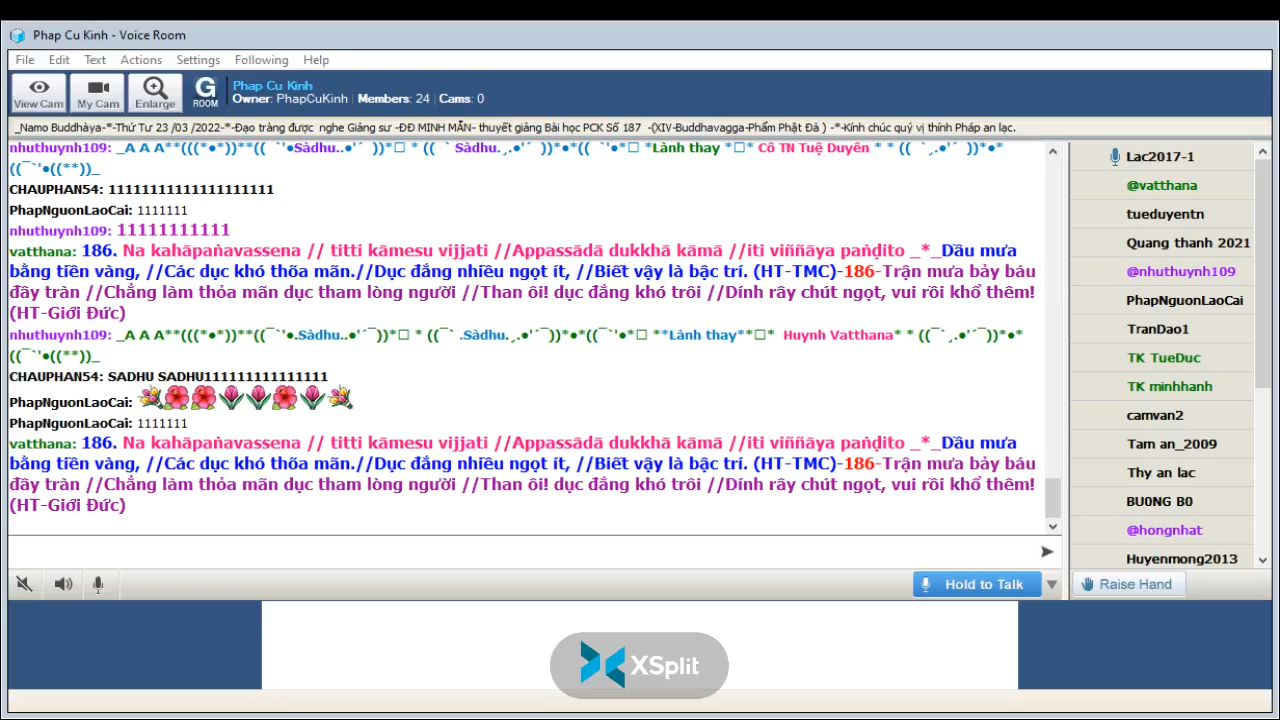 Phap Cu Kinh - Voice Room
File Edit Text Actions Settings Following Help
View Cam My Cam Enlarge G ROOM
Phap Cu Kinh
Owner: PhapCuKinh | Members: 24 | Cams: 0
_Namo Buddhàya-*-Thứ Tư 23 /03 /2022-*-Đạo tràng được nghe Giảng sư -ĐĐ MINH MẪN- thuyết giảng Bài học PCK Số 187 -(XIV-Buddhavagga-Phẩm Phật Đà ) -*-Kính chúc quý vị thính Pháp an lạc.
nhuthuynh109: _A A A**(((*●*))**(( ¯`'●Sàdhu..●'´ ))*□ * (( ¯` Sàdhu.¸.●'´ ))*●*(( ¯`'●*□ *Lành thay *□* Cô TN Tuệ Duyên * * (( ¯`¸.●'´ ))*●*
((¯`'●((**))_
CHAUPHAN54: 11111111111111111111
PhapNguonLaoCai: 1111111
nhuthuynh109: 11111111111
vatthana: 186. Na kahāpaṇavassena // titti kāmesu vijjati //Appassādā dukkhā kāmā //iti viññāya paṇḍito _*_Dầu mưa
bằng tiền vàng, //Các dục khó thõa mãn.//Dục đắng nhiều ngọt ít, //Biết vậy là bậc trí. (HT-TMC)-186-Trận mưa bảy báu
đầy tràn //Chẳng làm thỏa mãn dục tham lòng người //Than ôi! dục đắng khó trôi //Dính rây chút ngọt, vui rồi khổ thêm!
(HT-Giới Đức)
nhuthuynh109: _A A A**(((*●*))**((¯`'●.Sàdhu..●'´¯))*□ * ((¯` .Sàdhu.¸.●'´¯))*●*((¯`'●*□ **Lành thay**□* Huynh Vatthana* * ((¯`¸.●'´¯))*●*
((¯`'●((**))_
CHAUPHAN54: SADHU SADHU111111111111111
PhapNguonLaoCai:
PhapNguonLaoCai: 1111111
vatthana: 186. Na kahāpaṇavassena // titti kāmesu vijjati //Appassādā dukkhā kāmā //iti viññāya paṇḍito _*_Dầu mưa
bằng tiền vàng, //Các dục khó thõa mãn.//Dục đắng nhiều ngọt ít, //Biết vậy là bậc trí. (HT-TMC)-186-Trận mưa bảy báu
đầy tràn //Chẳng làm thỏa mãn dục tham lòng người //Than ôi! dục đắng khó trôi //Dính rây chút ngọt, vui rồi khổ thêm!
(HT-Giới Đức)
Lac2017-1
@vatthana
tueduyentn
Quang thanh 2021
@nhuthuynh109
PhapNguonLaoCai
TranDao1
TK TueDuc
TK minhhanh
camvan2
Tam an_2009
Thy an lac
BU0NG B0
@hongnhat
Huyenmong2013
Hold to Talk
Raise Hand
XSplit